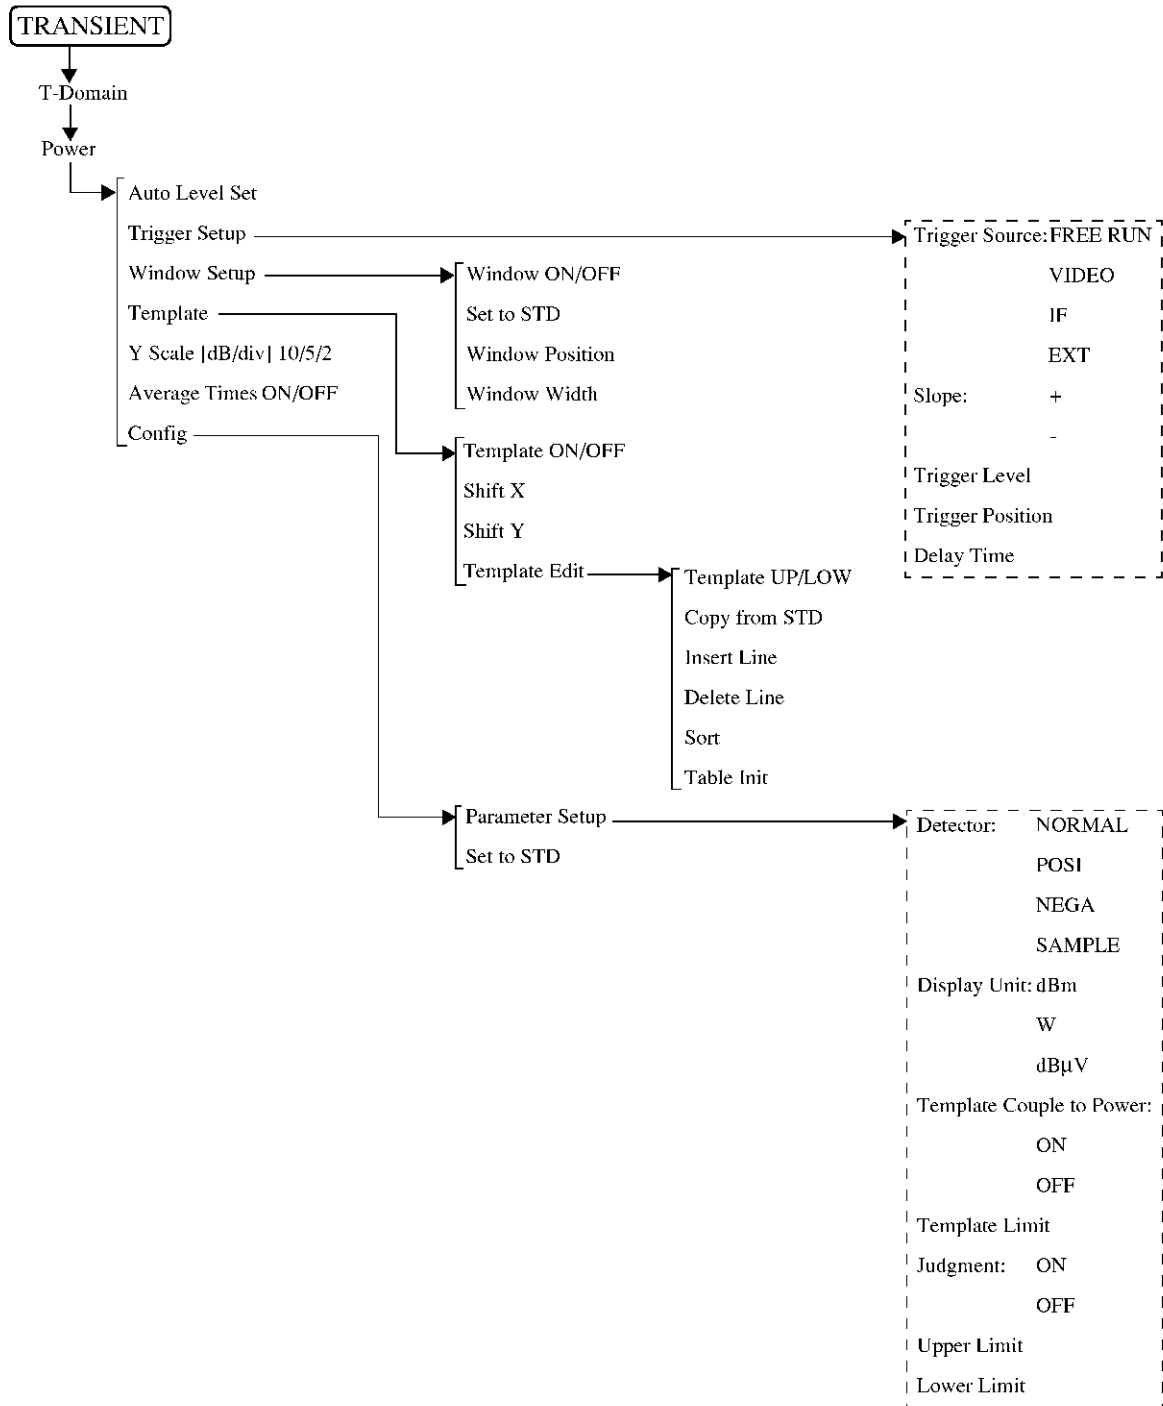 TRANSIENT
T-Domain
Power
Auto Level Set
Trigger Setup
Window Setup
Template
Y Scale [dB/div] 10/5/2
Average Times ON/OFF
Config
Window ON/OFF
Set to STD
Window Position
Window Width
Template ON/OFF
Shift X
Shift Y
Template Edit
Template UP/LOW
Copy from STD
Insert Line
Delete Line
Sort
Table Init
Parameter Setup
Set to STD
Trigger Source: FREE RUN
VIDEO
IF
EXT
Slope: +
-
Trigger Level
Trigger Position
Delay Time
Detector: NORMAL
POSI
NEGA
SAMPLE
Display Unit: dBm
W
dBμV
Template Couple to Power:
ON
OFF
Template Limit
Judgment: ON
OFF
Upper Limit
Lower Limit